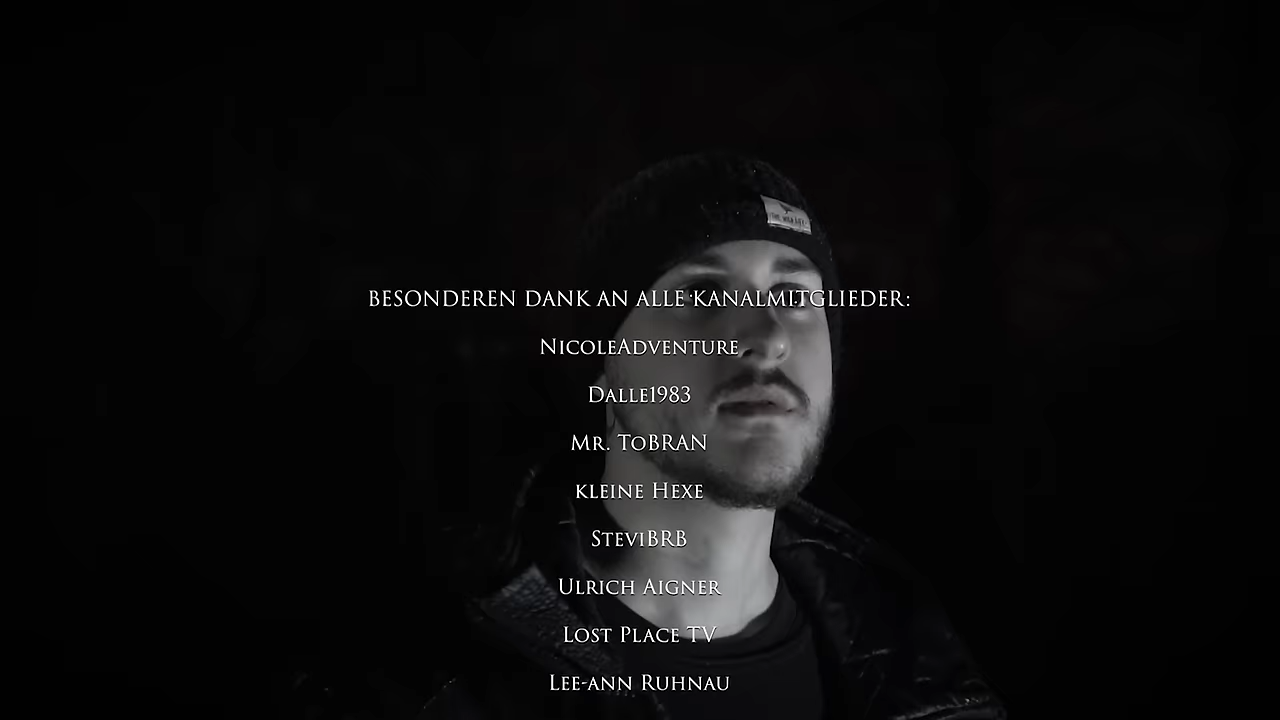 BESONDEREN DANK AN ALLE KANALMITGLIEDER:
NicoleAdventure
Dalle1983
Mr. ToBRAN
kleine Hexe
SteviBRB
Ulrich Aigner
Lost Place TV
Lee-ann Ruhnau